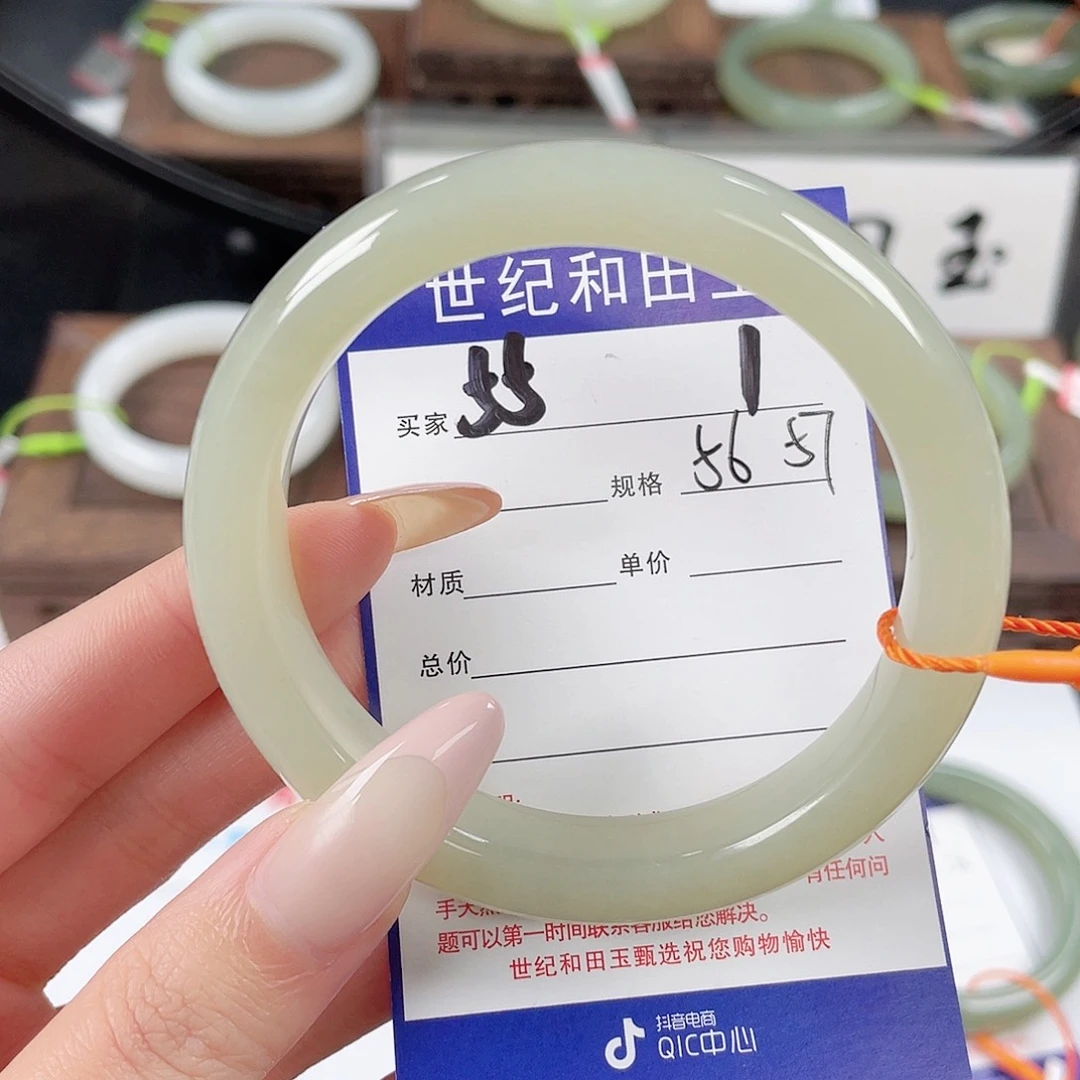 玉
世纪和田玉
买家 1
规格 56
材质 单价
总价
有任何问
题可以第一时间联系客服给您解决。
世纪和田玉甄选祝您购物愉快
抖音电商
QIC中心